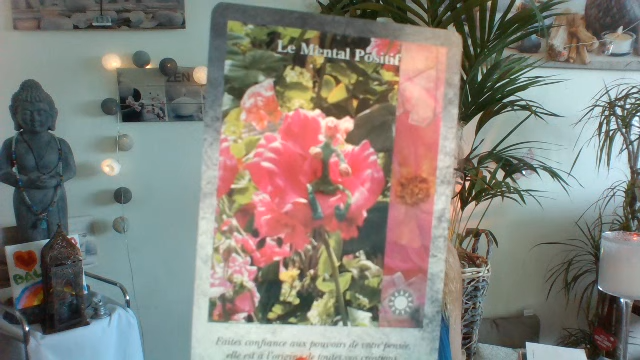 Le Mental Positif
ZEN
Faites confiance aux pouvoirs de votre pensée,
elle est à l'origine de toutes vos créations